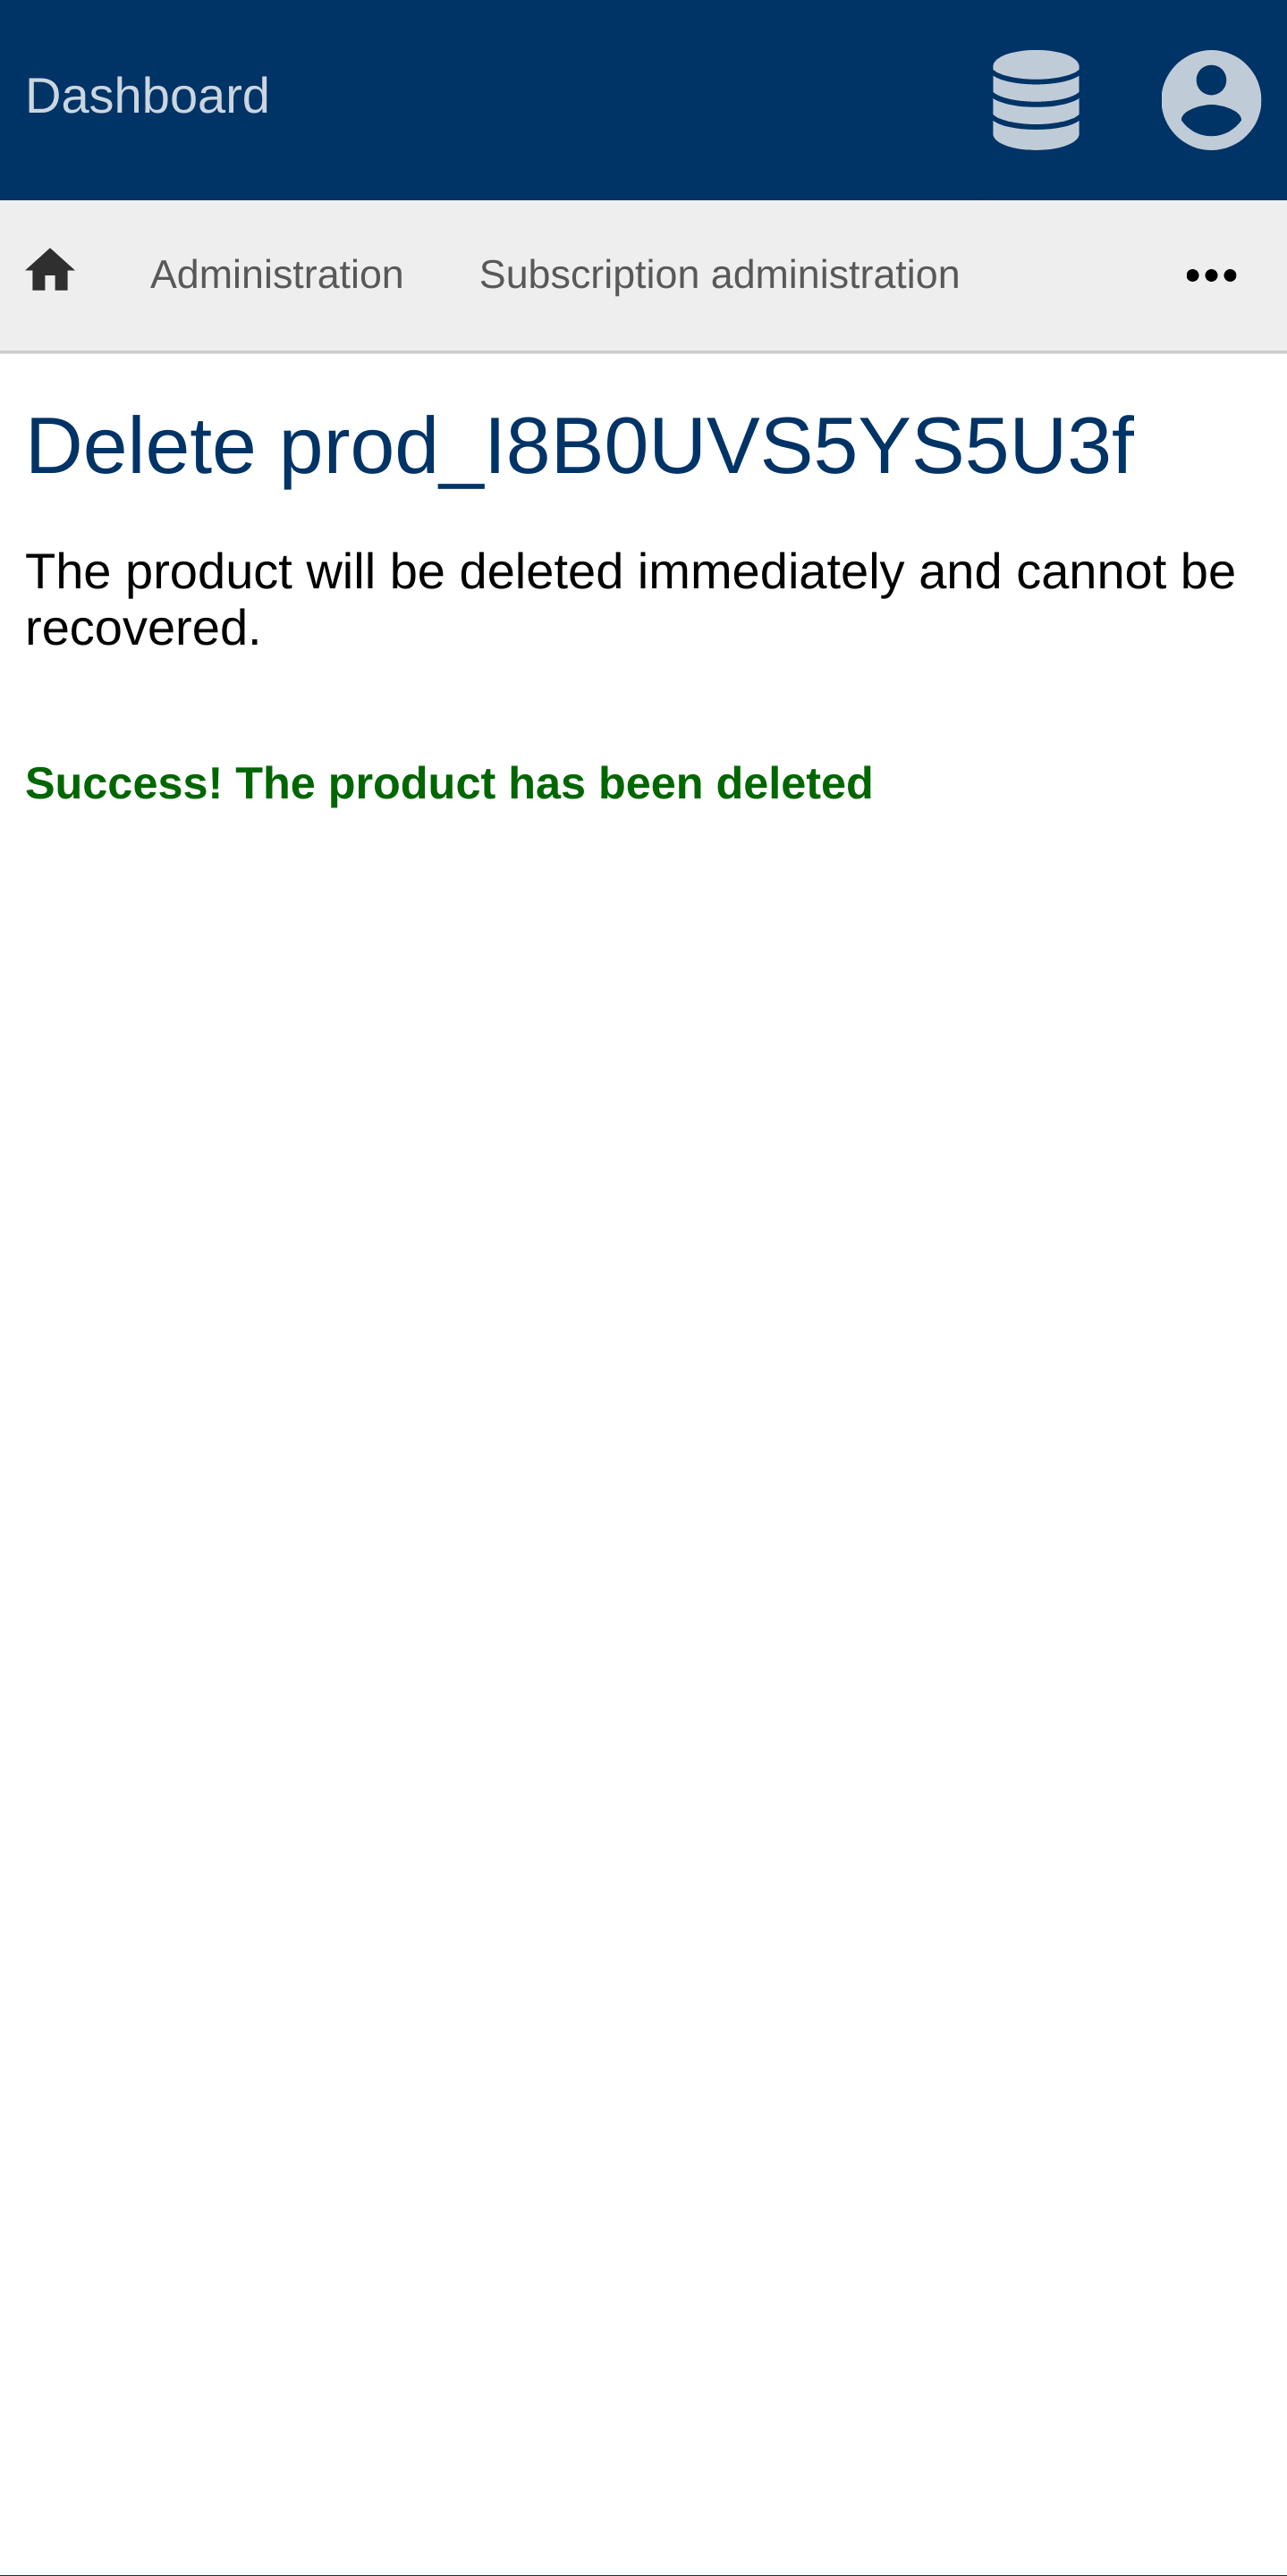 Dashboard
Administration Subscription administration
Delete prod_I8B0UVS5YS5U3f
The product will be deleted immediately and cannot be
recovered.
Success! The product has been deleted